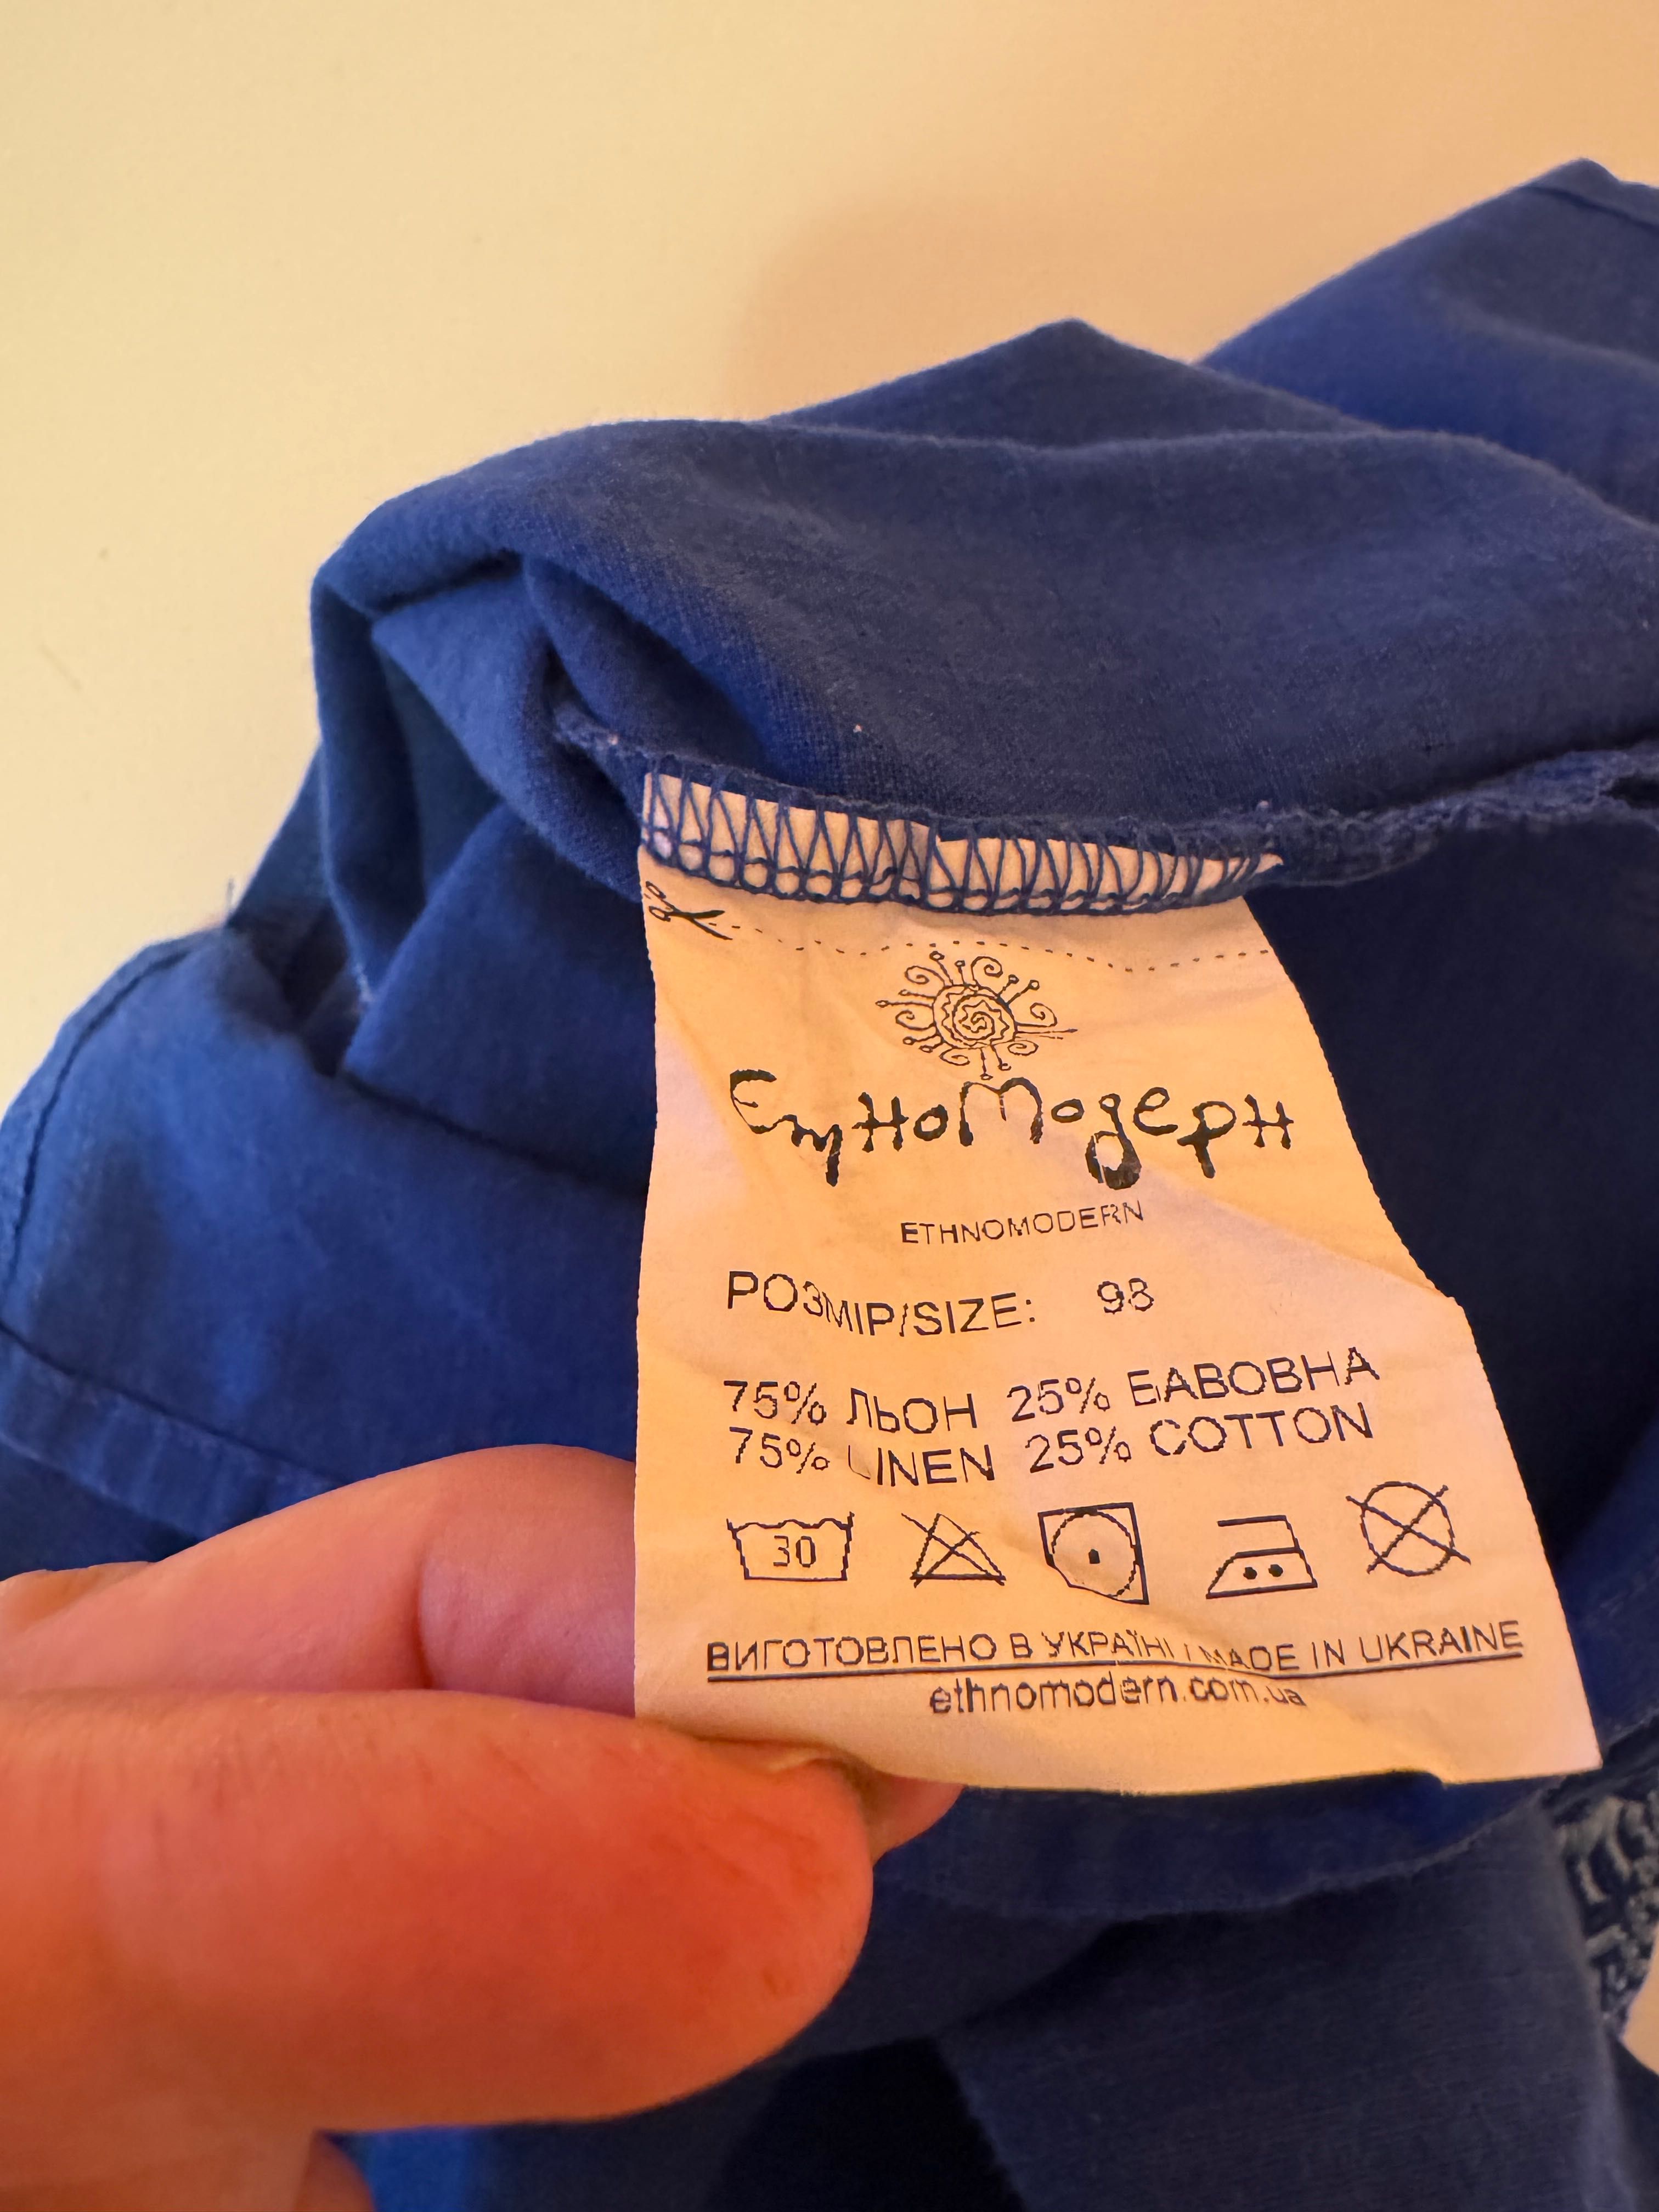 ЕтноМодерн
ETHNOMODERN
РОЗМІР/SIZE: 98
75% ЛЬОН 25% БАВОВНА
75% LINEN 25% COTTON
30
ВИГОТОВЛЕНО В УКРАЇНІ / MADE IN UKRAINE
ethnomodern.com.ua